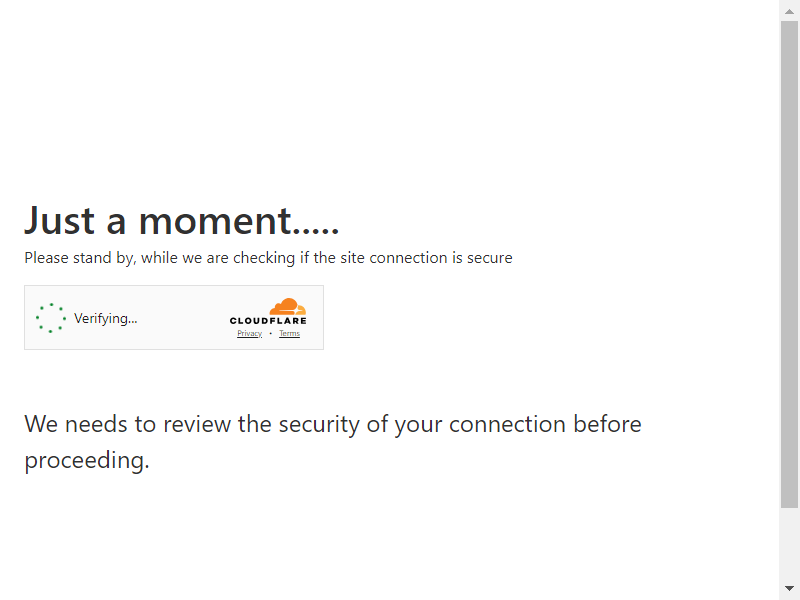 Just a moment.....
Please stand by, while we are checking if the site connection is secure
Verifying...
CLOUDFLARE
Privacy • Terms
We needs to review the security of your connection before
proceeding.